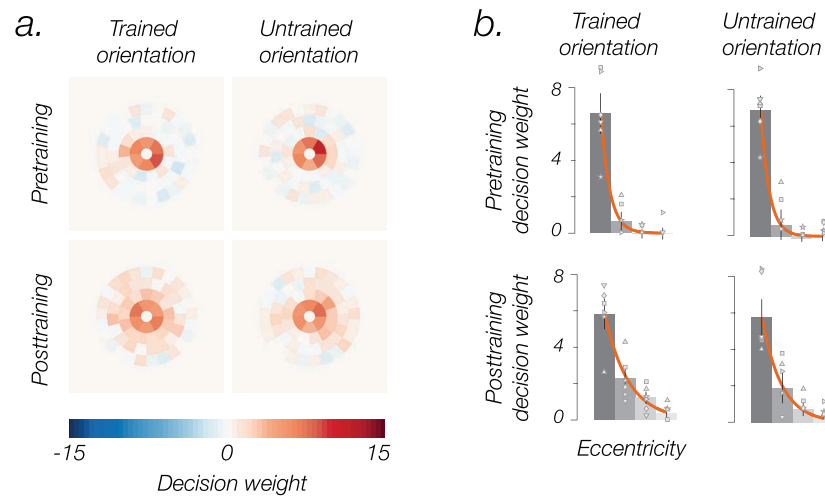 a.
Trained
orientation
Untrained
orientation
Pretraining
Posttraining
-15
0
15
Decision weight
b.
Trained
orientation
Untrained
orientation
Pretraining
decision weight
8
4
0
Posttraining
decision weight
8
4
0
Eccentricity